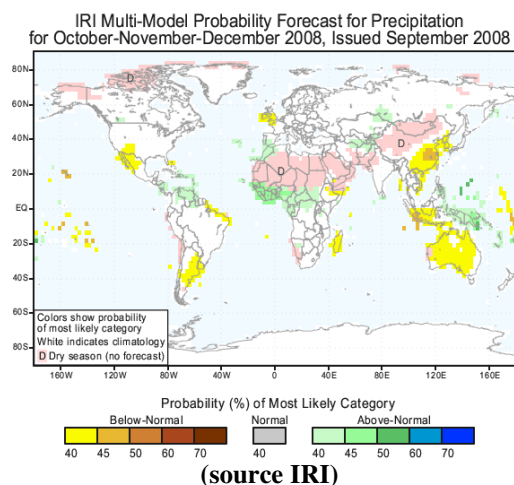 IRI Multi-Model Probability Forecast for Precipitation
for October-November-December 2008, Issued September 2008
80N
60N
40N
20N
EQ
20S
40S
60S
80S
D
D
D
Colors show probability
of most likely category
White indicates climatology
D Dry season (no forecast)
160W 120W 80W 40W 0 40E 80E 120E 160E
Probability (%) of Most Likely Category
Below-Normal Normal Above-Normal
40 45 50 60 70 40 40 45 50 60 70
(source IRI)